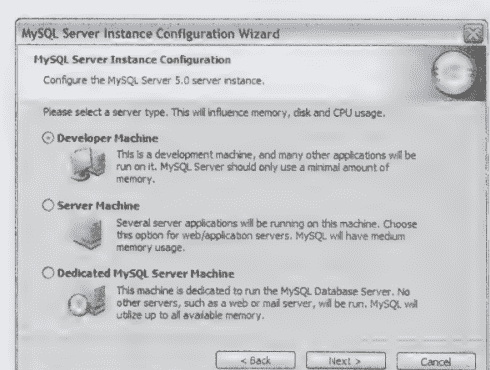 MySQL Server Instance Configuration Wizard
MySQL Server Instance Configuration
Configure the MySQL Server 5.0 server instance.
Please select a server type. This will influence memory, disk and CPU usage.
Developer Machine
This is a development machine, and many other applications will be
run on it. MySQL Server should only use a minimal amount of
memory.
Server Machine
Several server applications will be running on this machine. Choose
this option for web/application servers. MySQL will have medium
memory usage.
Dedicated MySQL Server Machine
This machine is dedicated to run the MySQL Database Server. No
other servers, such as a web or mail server, will be run. MySQL will
utilize up to all available memory.
< Back Next > Cancel